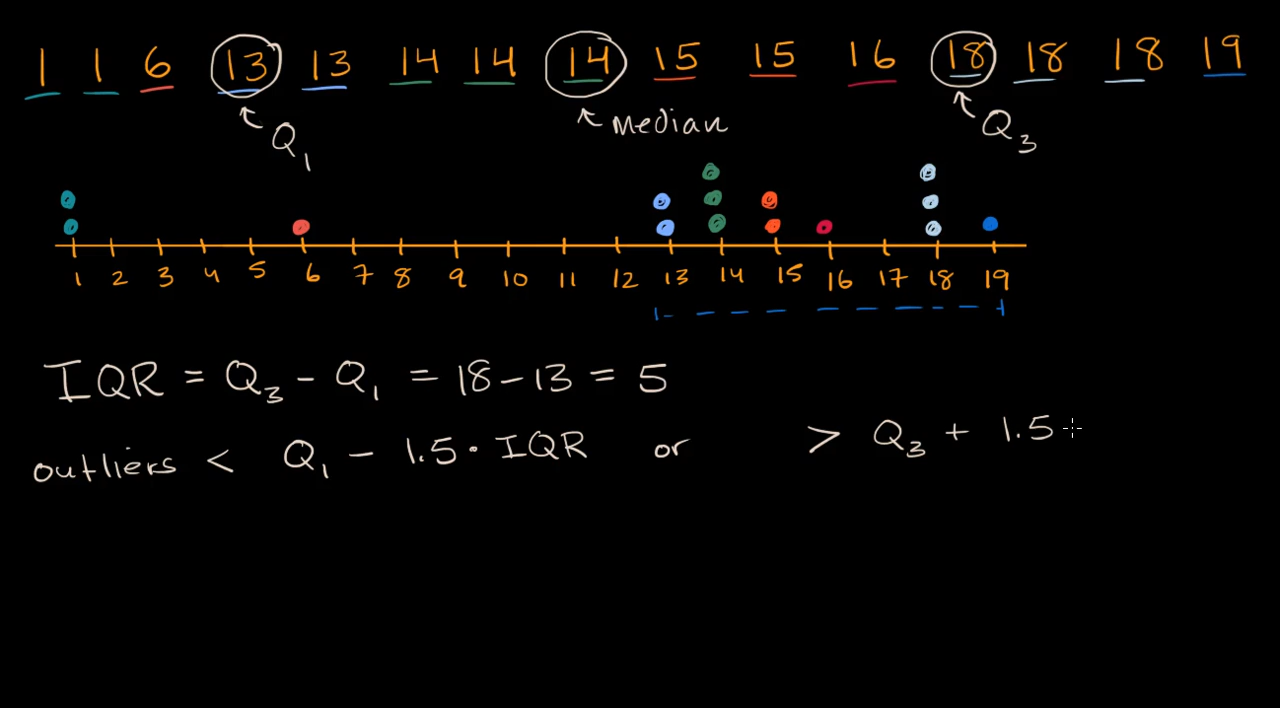 1 1 6 13 13 14 14 14 15 15 16 18 18 18 19
Q1 Median Q3
1 2 3 4 5 6 7 8 9 10 11 12 13 14 15 16 17 18 19
IQR = Q3 - Q1 = 18 - 13 = 5
outliers < Q1 - 1.5 · IQR or > Q3 + 1.5